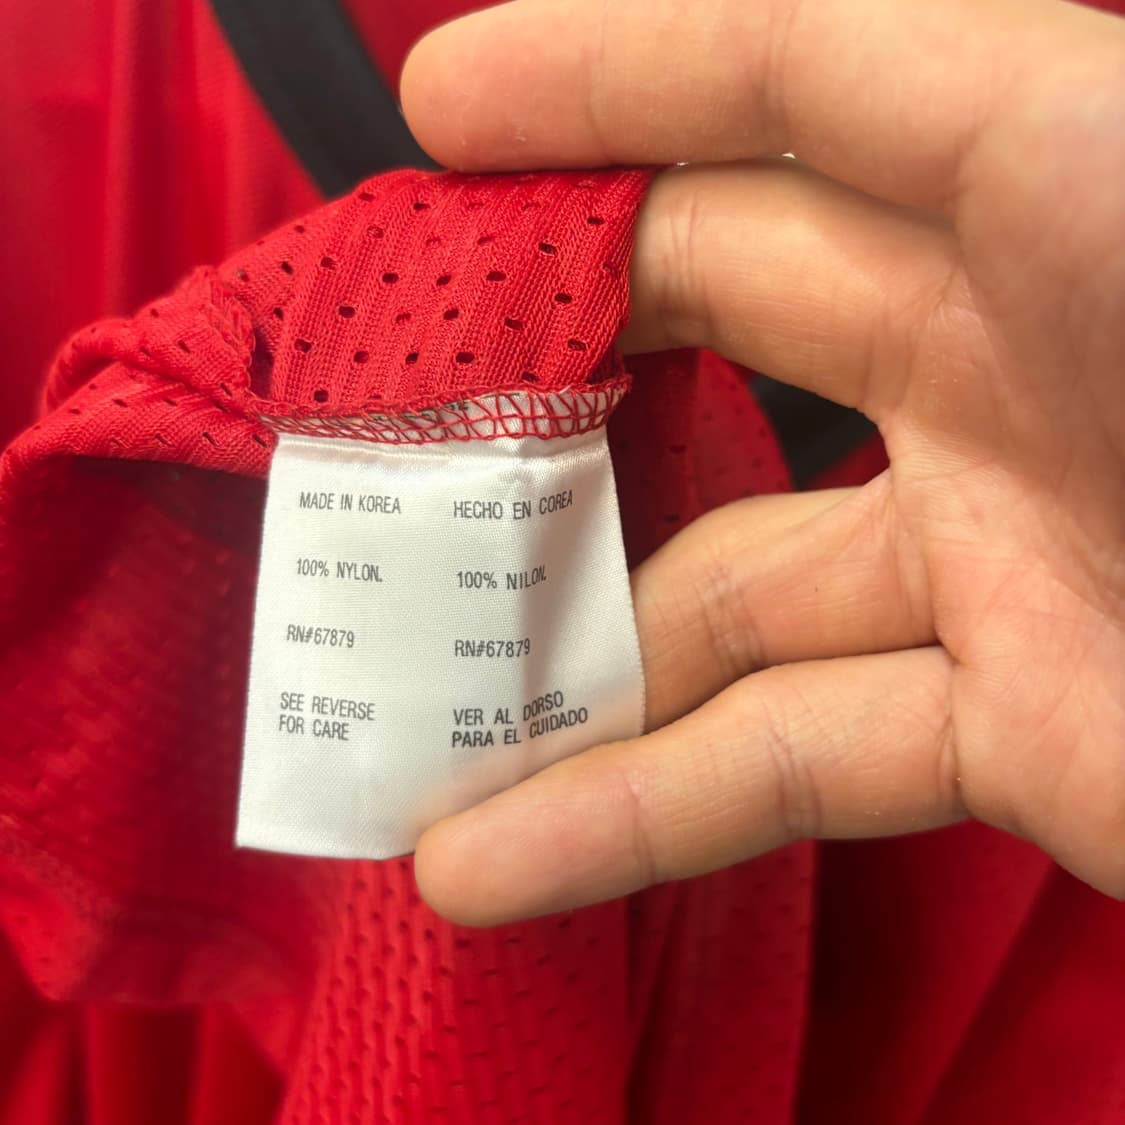 MADE IN KOREA
100% NYLON.
RN#67879
SEE REVERSE
FOR CARE
HECHO EN COREA
100% NILON.
RN#67879
VER AL DORSO
PARA EL CUIDADO